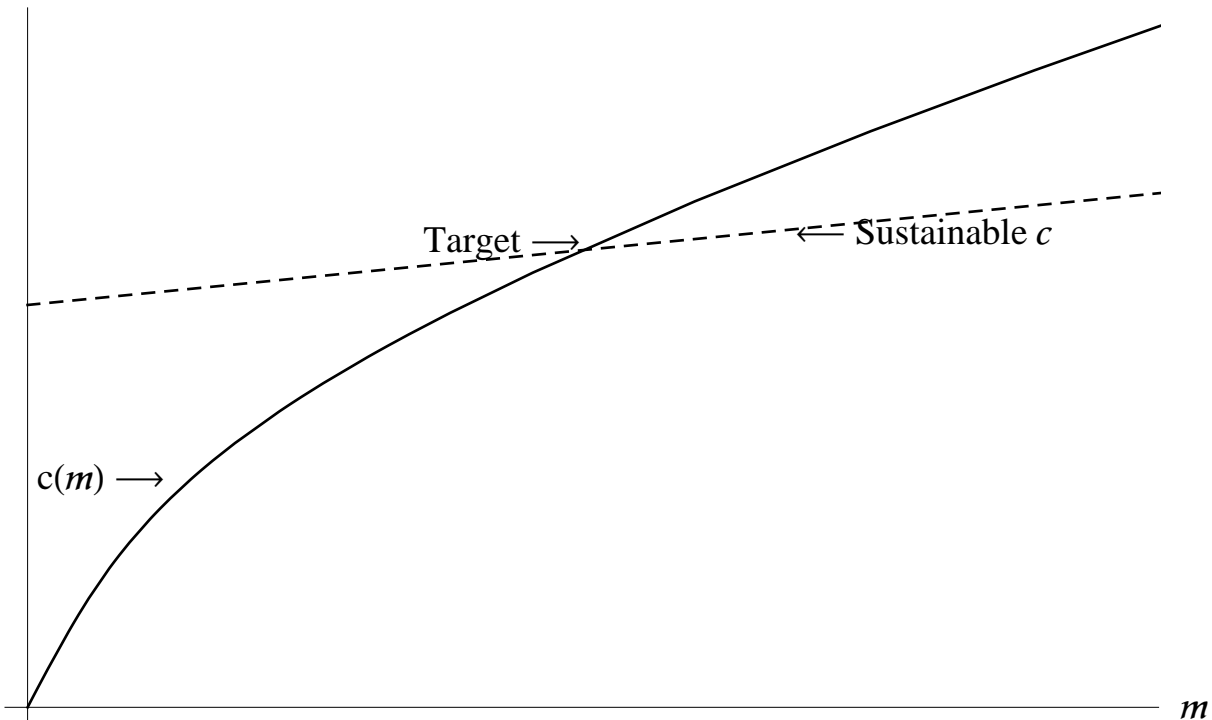 Target →
← Sustainable c
c(m) →
m